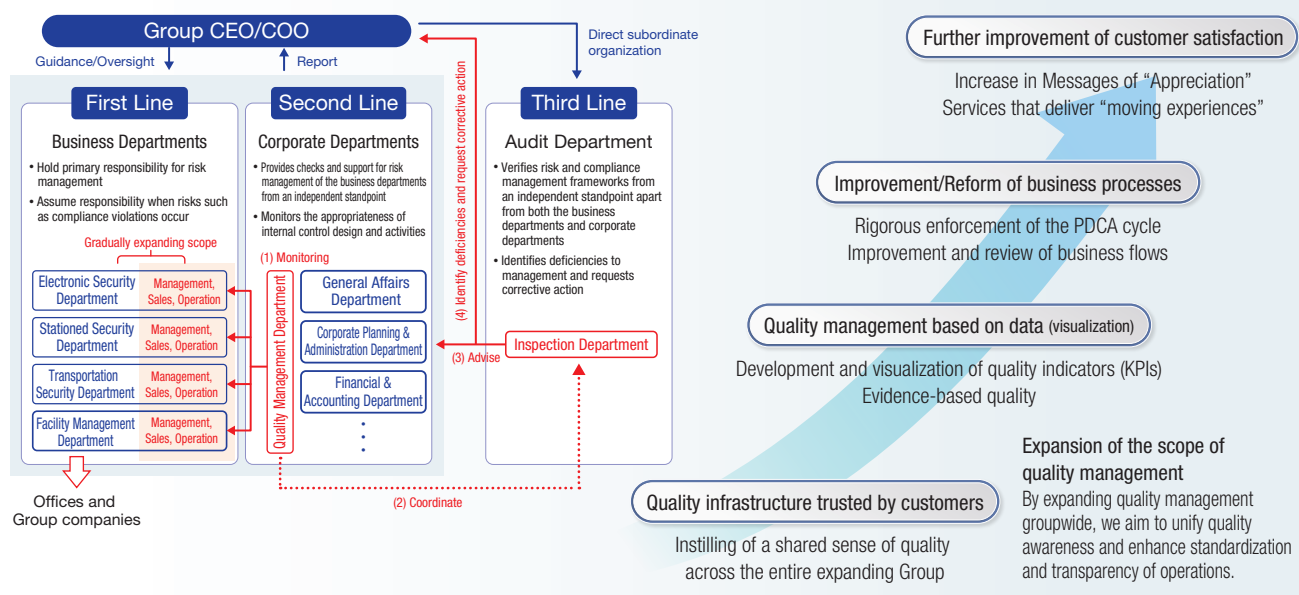 Group CEO/COO
Guidance/Oversight
Report
Direct subordinate
organization
First Line
Business Departments
• Hold primary responsibility for risk
management
• Assume responsibility when risks such
as compliance violations occur
Gradually expanding scope
Electronic Security
Department
Management,
Sales, Operation
Stationed Security
Department
Management,
Sales, Operation
Transportation
Security Department
Management,
Sales, Operation
Facility Management
Department
Management,
Sales, Operation
Offices and
Group companies
Second Line
Corporate Departments
• Provides checks and support for risk
management of the business departments
from an independent standpoint
• Monitors the appropriateness of
internal control design and activities
(1) Monitoring
Quality Management Department
General Affairs
Department
Corporate Planning &
Administration Department
Financial &
Accounting Department
(2) Coordinate
(3) Advise
(4) Identify deficiencies and request corrective action
Third Line
Audit Department
• Verifies risk and compliance
management frameworks from
an independent standpoint apart
from both the business
departments and corporate
departments
• Identifies deficiencies to
management and requests
corrective action
Inspection Department
Further improvement of customer satisfaction
Increase in Messages of “Appreciation”
Services that deliver “moving experiences”
Improvement/Reform of business processes
Rigorous enforcement of the PDCA cycle
Improvement and review of business flows
Quality management based on data (visualization)
Development and visualization of quality indicators (KPIs)
Evidence-based quality
Quality infrastructure trusted by customers
Instilling of a shared sense of quality
across the entire expanding Group
Expansion of the scope of
quality management
By expanding quality management
groupwide, we aim to unify quality
awareness and enhance standardization
and transparency of operations.